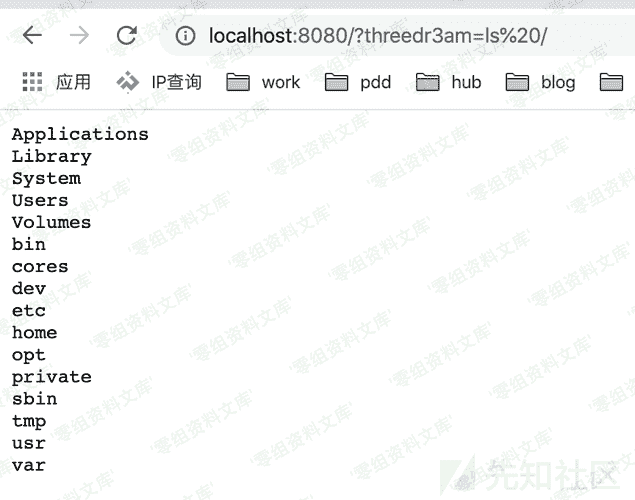 localhost:8080/?threedr3am=ls%20/
应用 IP查询 work pdd hub blog
Applications
Library
System
Users
Volumes
bin
cores
dev
etc
home
opt
private
sbin
tmp
usr
var
'零组资料文库'
先知社区